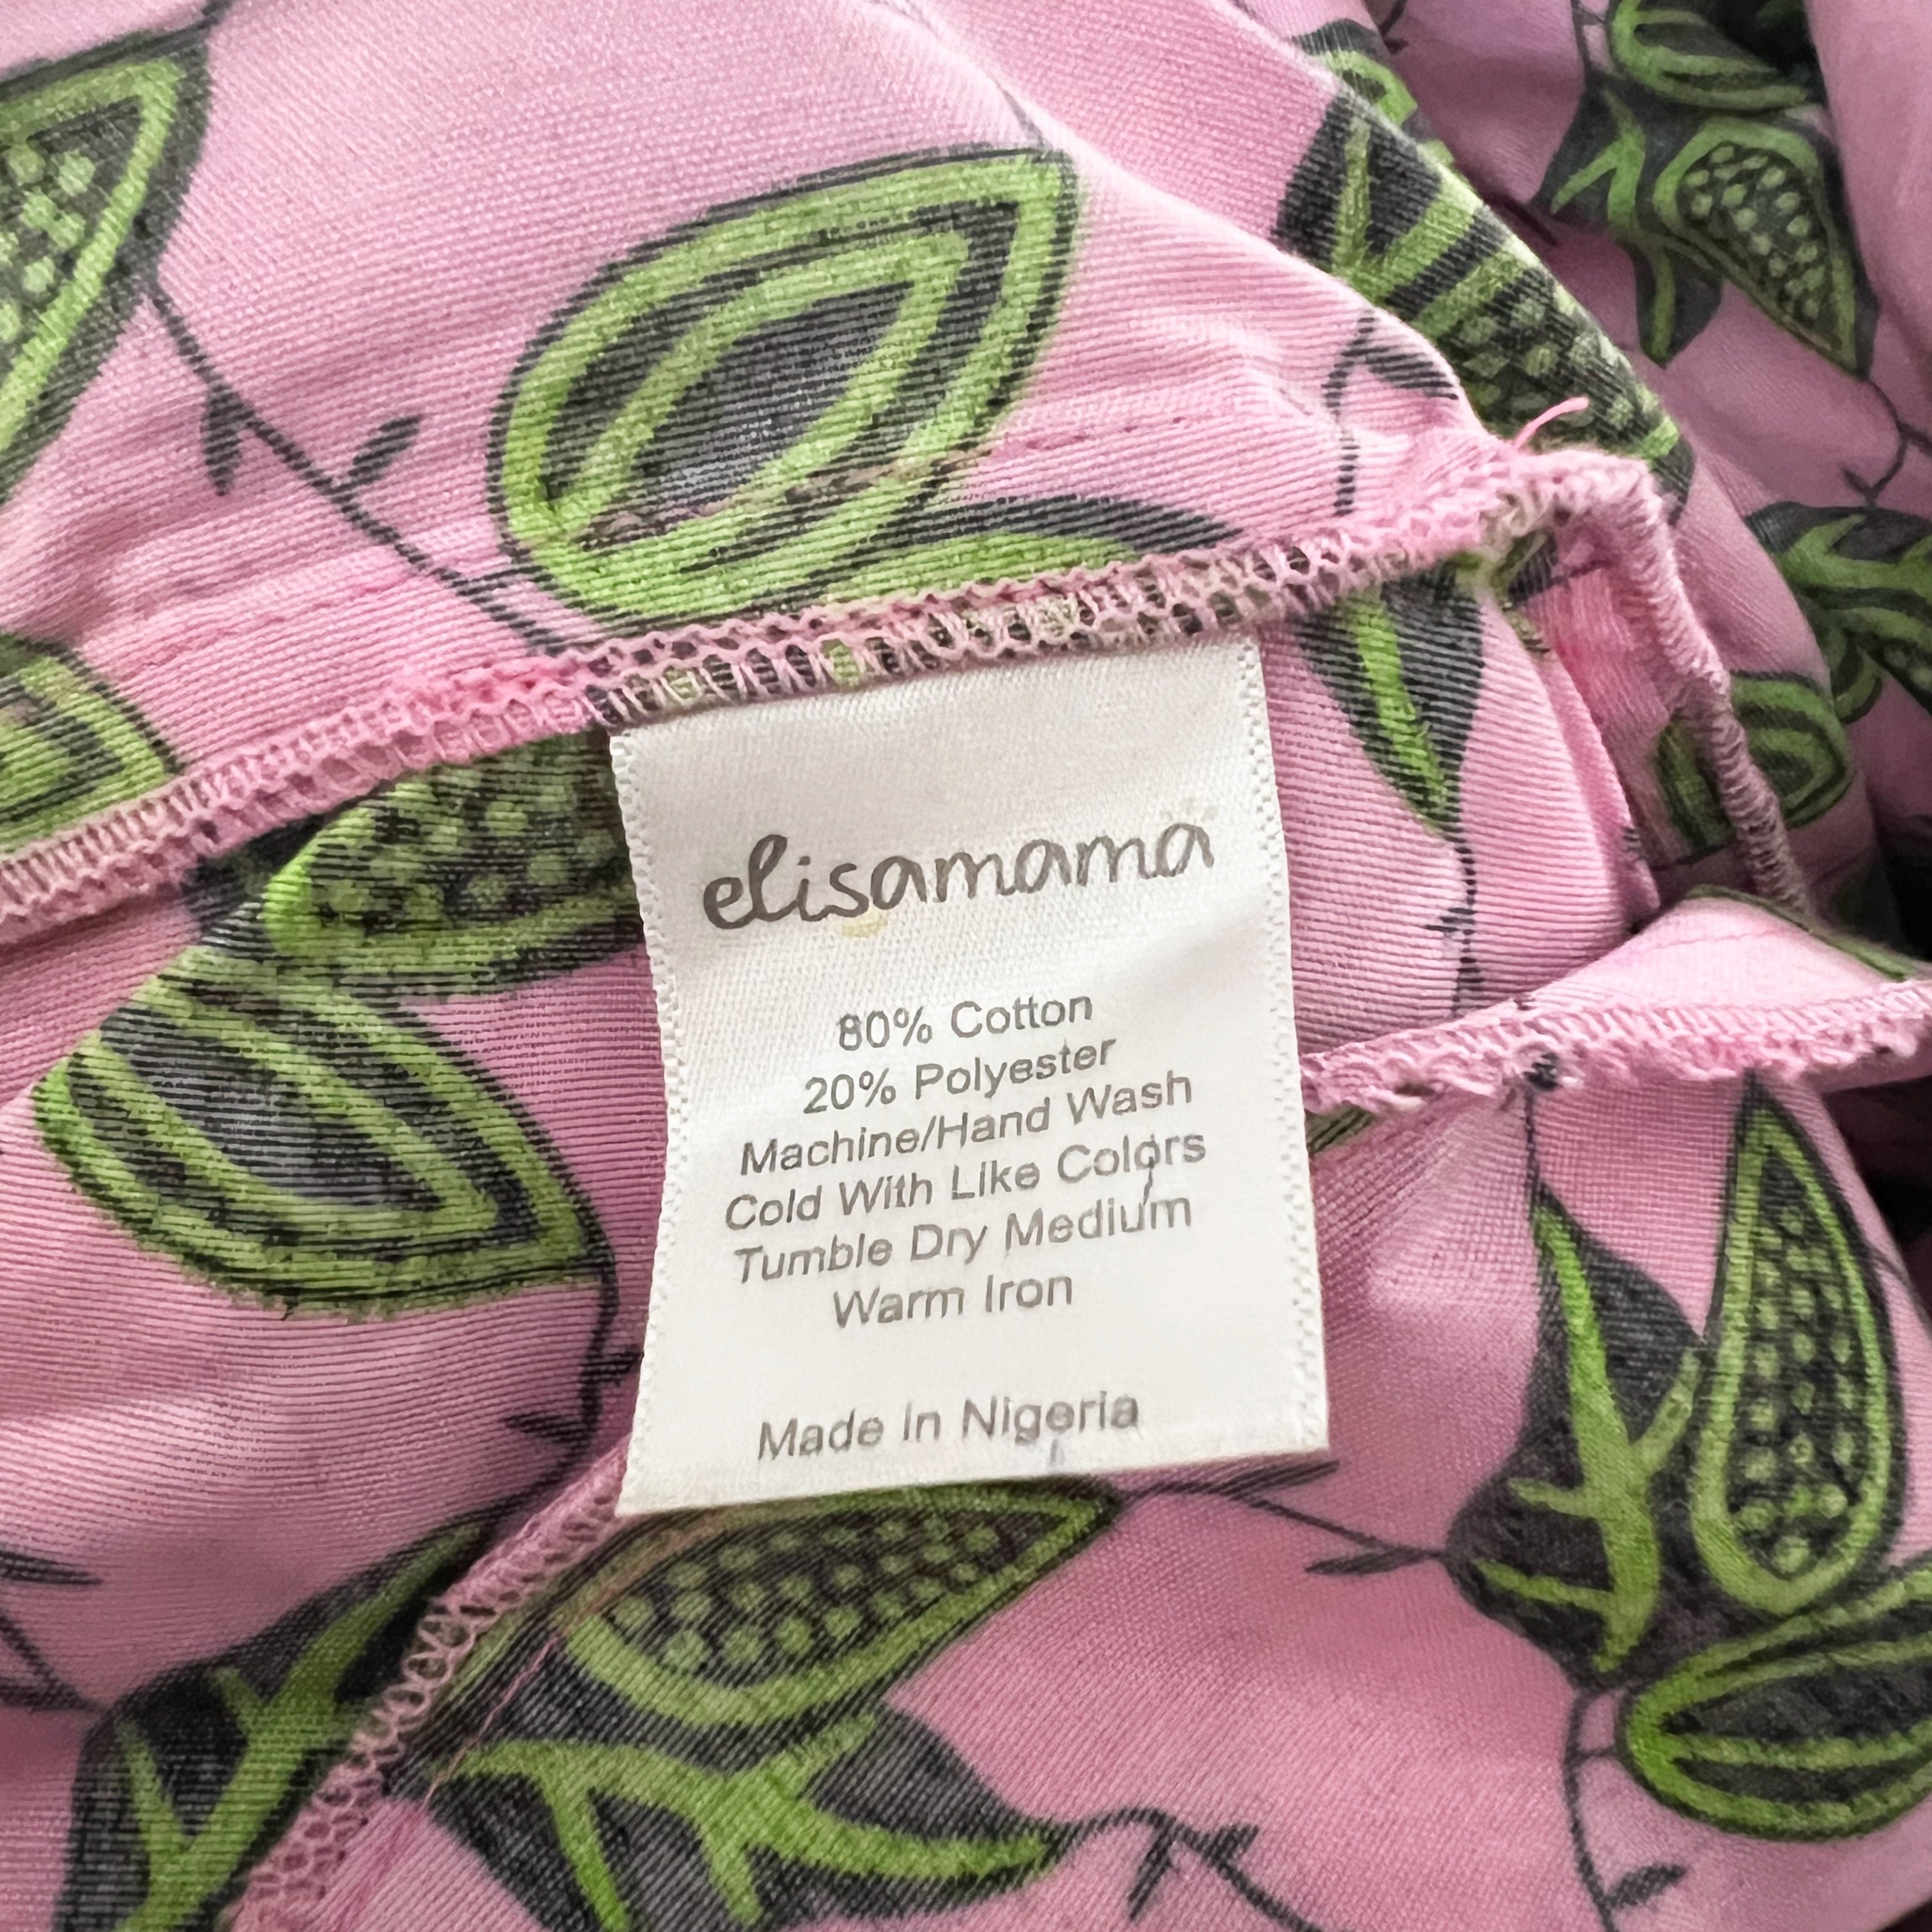 elisamama
80% Cotton
20% Polyester
Machine/Hand Wash
Cold With Like Colors
Tumble Dry Medium
Warm Iron
Made In Nigeria